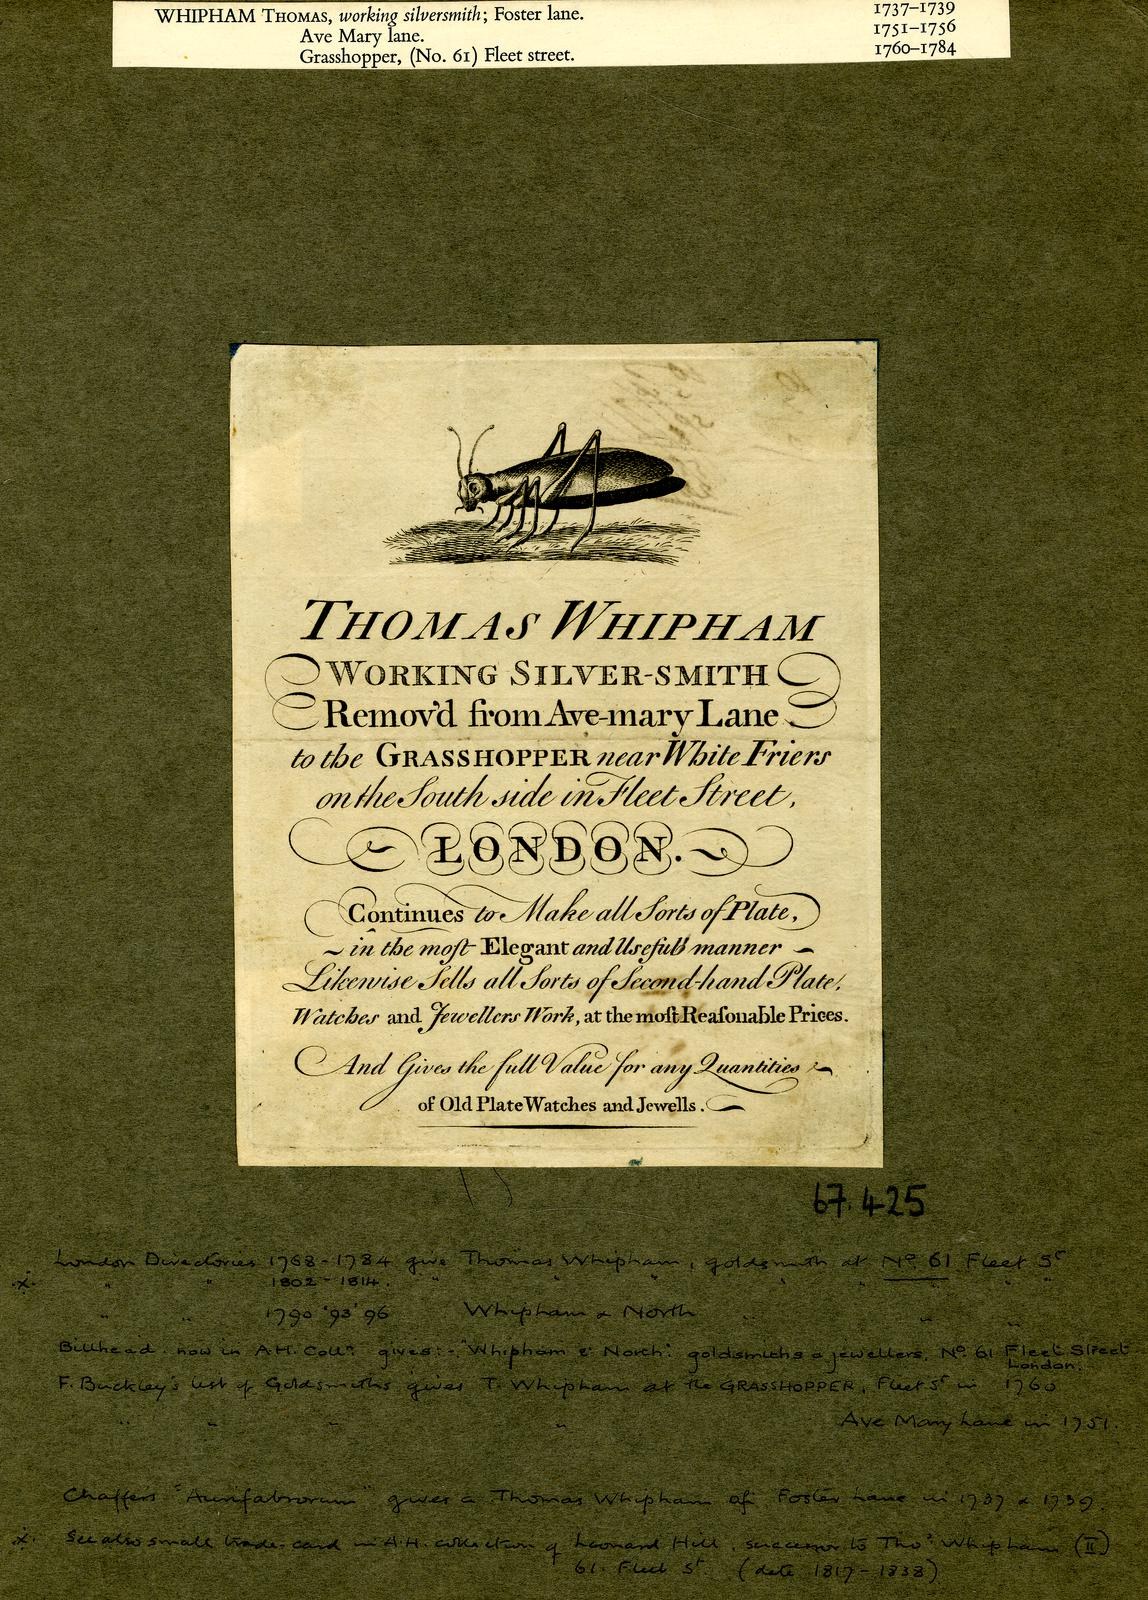 WHIPHAM THOMAS, working silversmith; Foster lane. 1737–1739
Ave Mary lane. 1751–1756
Grasshopper, (No. 61) Fleet street. 1760–1784
THOMAS WHIPHAM
WORKING SILVER-SMITH
Remov'd from Ave-mary Lane
to the GRASSHOPPER near White Friers
on the South side in Fleet Street,
LONDON.
Continues to Make all Sorts of Plate,
in the moſt Elegant and Usefull manner
Likewise Sells all Sorts of Second-hand Plate,
Watches and Jewellers Work, at the moſt Reaſonable Prices.
And Gives the full Value for any Quantities
of Old Plate Watches and Jewells.
67.425
London Directories 1768-1784 give Thomas Whipham, goldsmith at No 61 Fleet St
x. " " 1802-1814. " " " " " "
" " 1790 '93 '96 Whipham & North " " "
Billhead now in A.H. Colln gives:- "Whipham & North" goldsmiths & jewellers, No 61 Fleet Street
London.
F. Buckley's list of Goldsmiths gives T. Whipham at the GRASSHOPPER, Fleet St in 1760
" " " " Ave Mary Lane in 1751.
Chaffers "Aurifabrorum" gives a Thomas Whipham of Foster Lane in 1737 & 1739.
x. See also small trade-card in A.H. collection of Leonard Hill, successor to Thos Whipham (II)
61. Fleet St. (date 1817-1838)